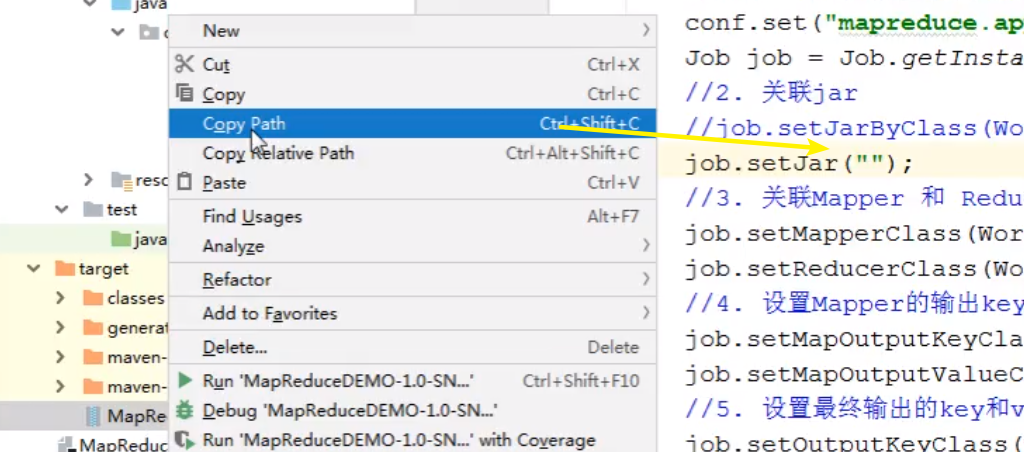 java
New
Cut Ctrl+X
Copy Ctrl+C
Copy Path Ctrl+Shift+C
Copy Relative Path Ctrl+Alt+Shift+C
Paste Ctrl+V
Find Usages Alt+F7
Analyze
Refactor
Add to Favorites
Delete... Delete
Run 'MapReduceDEMO-1.0-SN...' Ctrl+Shift+F10
Debug 'MapReduceDEMO-1.0-SN...'
Run 'MapReduceDEMO-1.0-SN...' with Coverage
resc
test
java
target
classes
generat
maven-
maven-
MapRe
MapReduc
conf.set("mapreduce.ap
Job job = Job.getInsta
//2. 关联jar
//job.setJarByClass(Wo
job.setJar("");
//3. 关联Mapper 和 Redu
job.setMapperClass(Wor
job.setReducerClass(Wo
//4. 设置Mapper的输出key
job.setMapOutputKeyCla
job.setMapOutputValueC
//5. 设置最终输出的key和v
job.setOutputKeyClass(